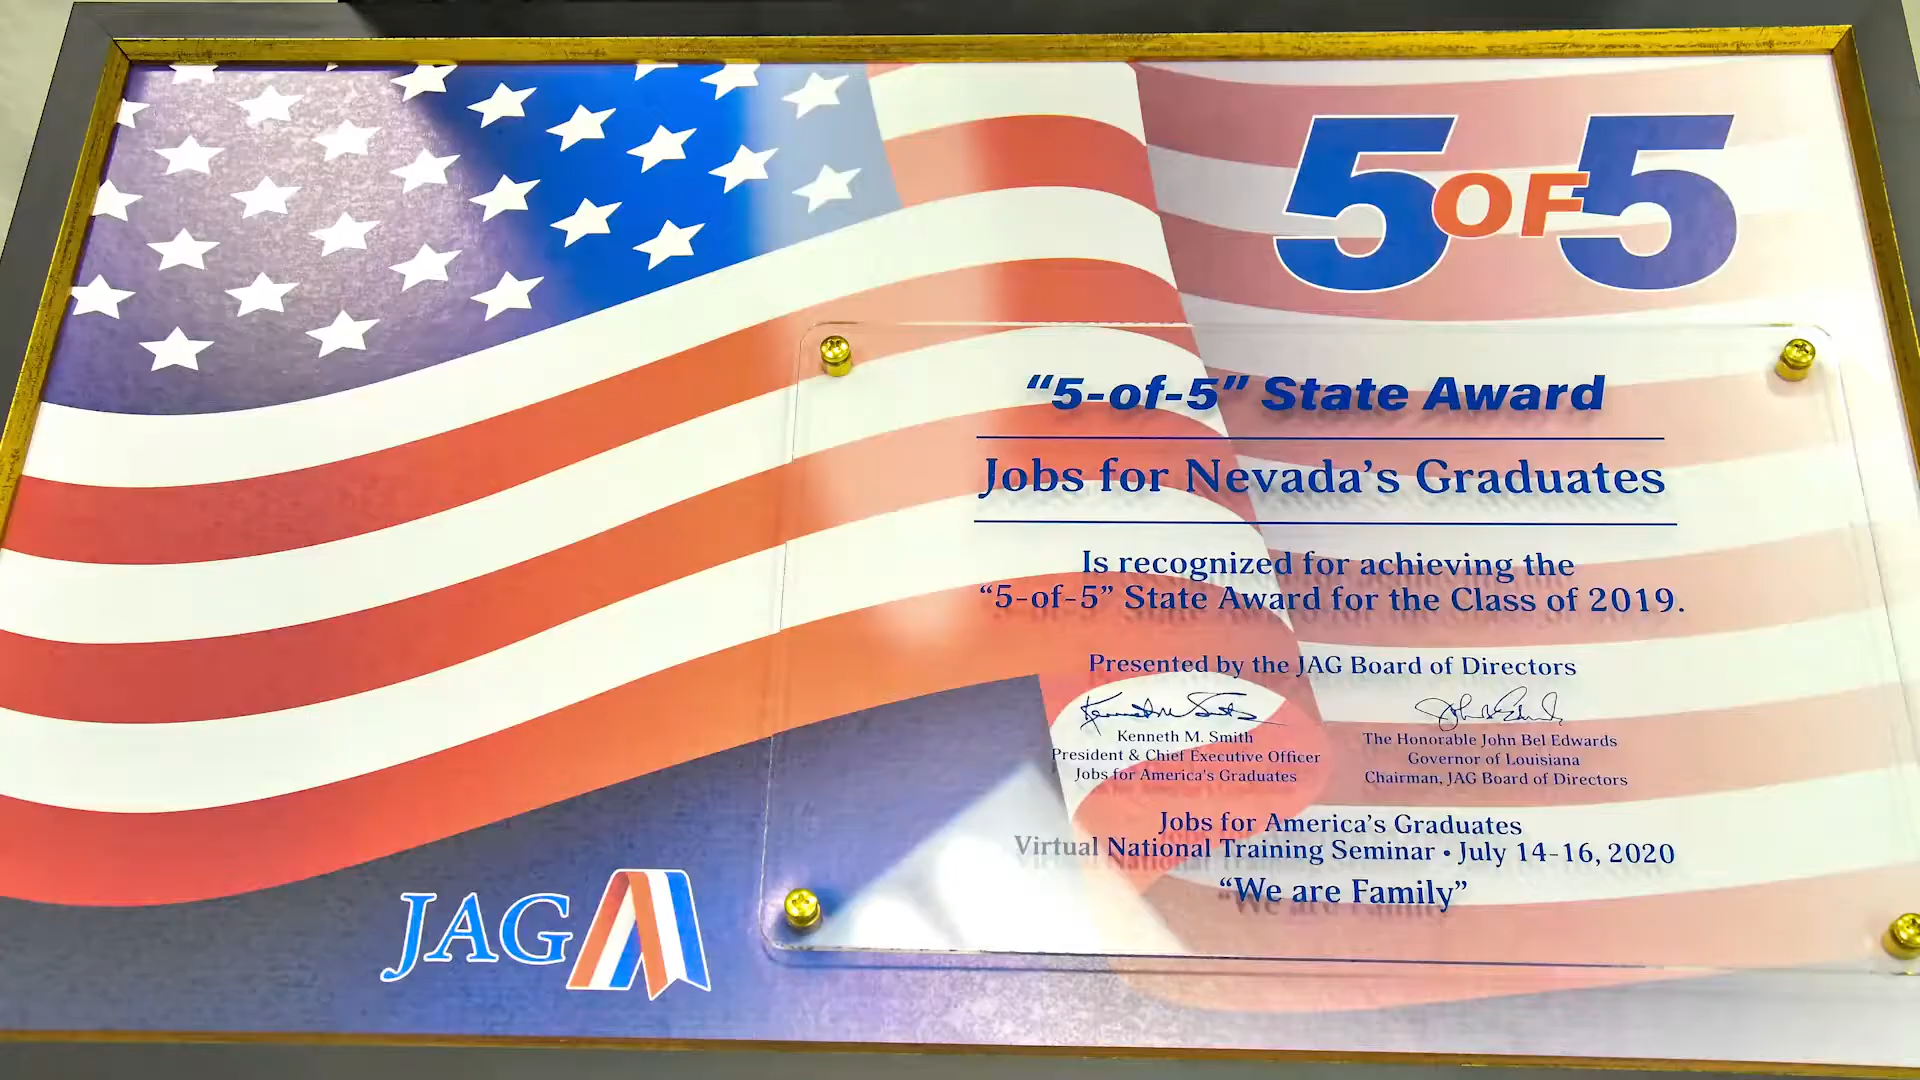 5 OF 5
"5-of-5" State Award
Jobs for Nevada's Graduates
Is recognized for achieving the
"5-of-5" State Award for the Class of 2019.
Presented by the JAG Board of Directors
Kenneth M. Smith
President & Chief Executive Officer
Jobs for America's Graduates
The Honorable John Bel Edwards
Governor of Louisiana
Chairman, JAG Board of Directors
Jobs for America's Graduates
Virtual National Training Seminar • July 14-16, 2020
"We are Family"
JAG